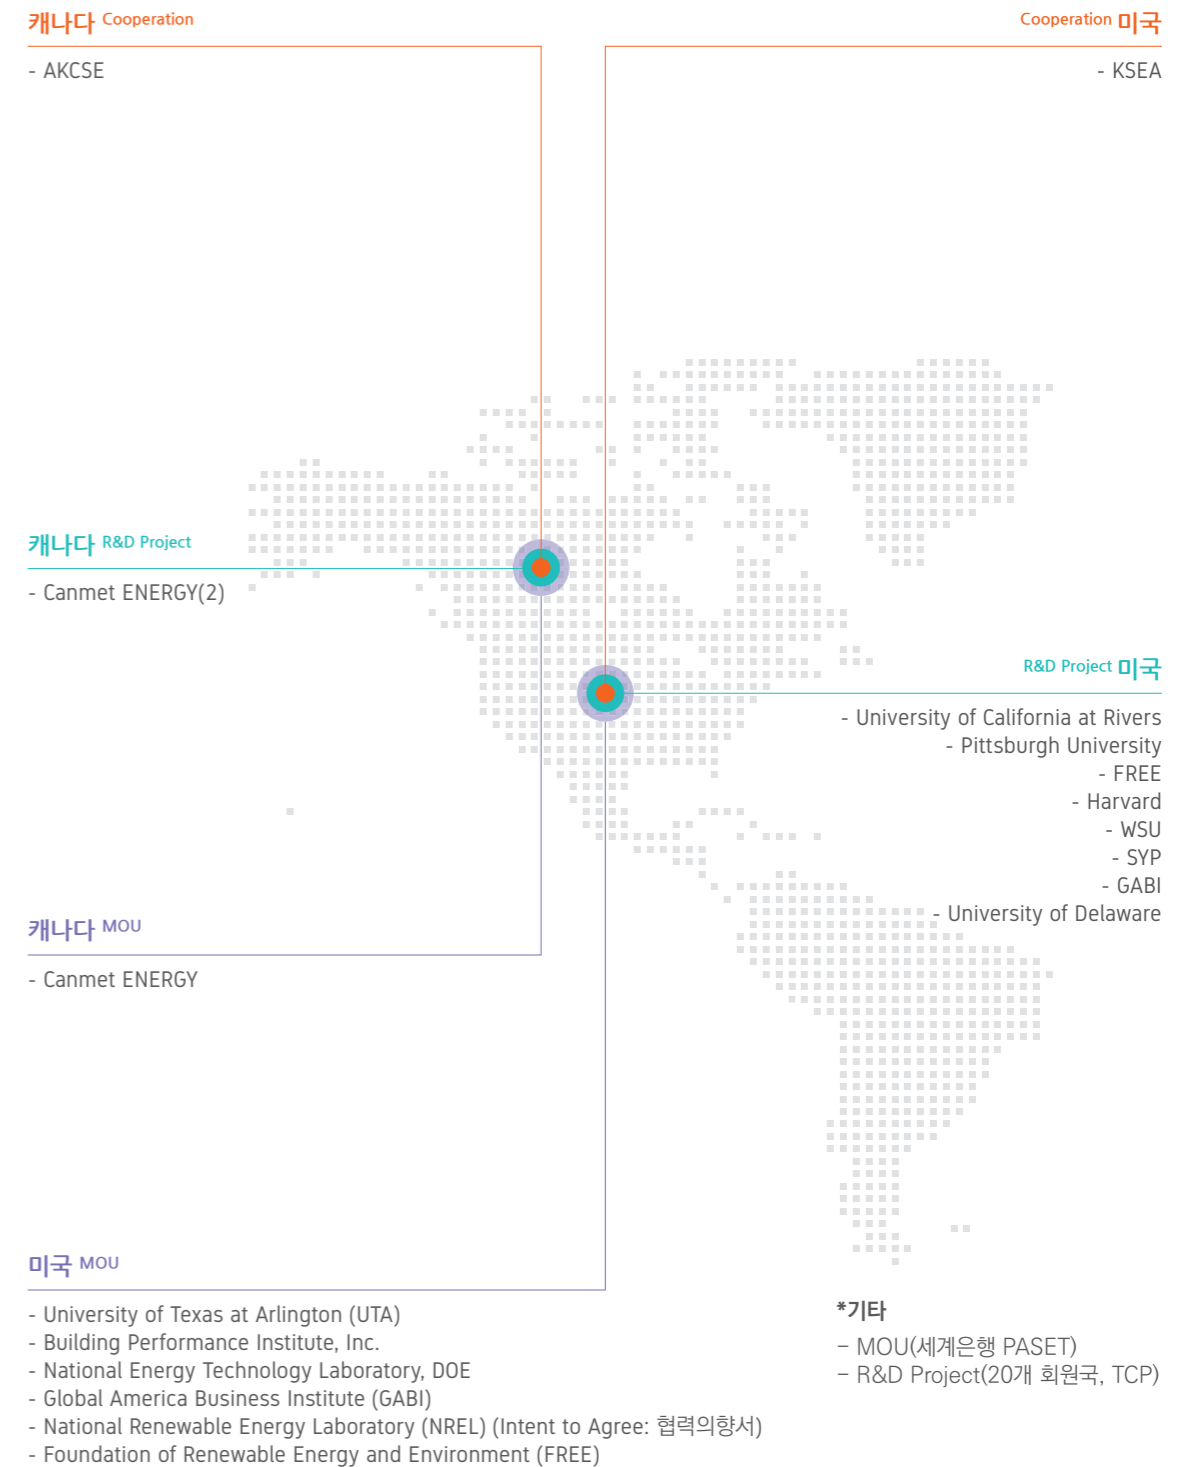 캐나다 Cooperation
- AKCSE
Cooperation 미국
- KSEA
캐나다 R&D Project
- Canmet ENERGY(2)
R&D Project 미국
- University of California at Rivers
- Pittsburgh University
- FREE
- Harvard
- WSU
- SYP
- GABI
- University of Delaware
캐나다 MOU
- Canmet ENERGY
미국 MOU
- University of Texas at Arlington (UTA)
- Building Performance Institute, Inc.
- National Energy Technology Laboratory, DOE
- Global America Business Institute (GABI)
- National Renewable Energy Laboratory (NREL) (Intent to Agree: 협력의향서)
- Foundation of Renewable Energy and Environment (FREE)
*기타
- MOU(세계은행 PASET)
- R&D Project(20개 회원국, TCP)